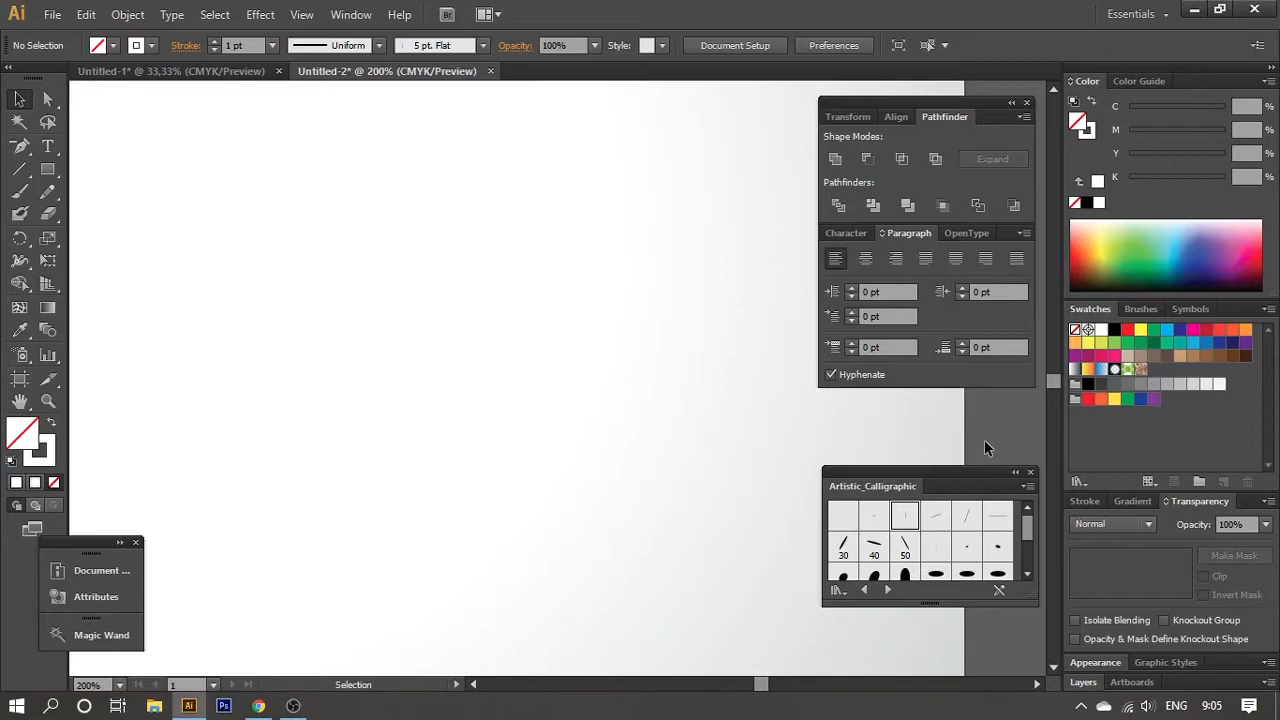 Ai File Edit Object Type Select Effect View Window Help Br Essentials
No Selection Stroke: 1 pt Uniform 5 pt. Flat Opacity: 100% Style: Document Setup Preferences
Untitled-1* @ 33,33% (CMYK/Preview) × Untitled-2* @ 200% (CMYK/Preview) ×
Color Color Guide
C %
M %
Y %
K %
Transform Align Pathfinder
Shape Modes:
Expand
Pathfinders:
Character Paragraph OpenType
0 pt 0 pt
0 pt
0 pt 0 pt
Hyphenate
Swatches Brushes Symbols
Artistic_Calligraphic
30 40 50
Stroke Gradient Transparency
Normal Opacity: 100%
Make Mask
Clip
Invert Mask
Isolate Blending Knockout Group
Opacity & Mask Define Knockout Shape
Appearance Graphic Styles
Layers Artboards
Document ...
Attributes
Magic Wand
200% 1 Selection
Ai Ps ENG 9:05